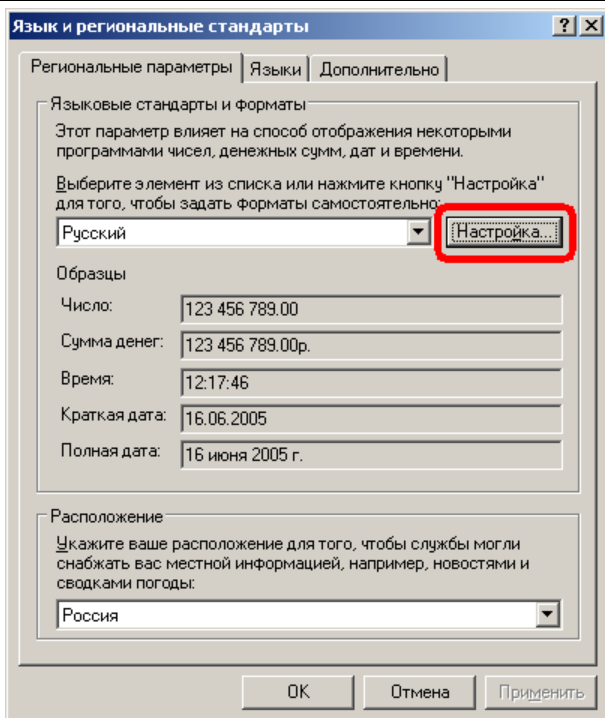 Язык и региональные стандарты
Региональные параметры Языки Дополнительно
Языковые стандарты и форматы
Этот параметр влияет на способ отображения некоторыми
программами чисел, денежных сумм, дат и времени.
Выберите элемент из списка или нажмите кнопку "Настройка"
для того, чтобы задать форматы самостоятельно:
Русский Настройка...
Образцы
Число: 123 456 789.00
Сумма денег: 123 456 789.00р.
Время: 12:17:46
Краткая дата: 16.06.2005
Полная дата: 16 июня 2005 г.
Расположение
Укажите ваше расположение для того, чтобы службы могли
снабжать вас местной информацией, например, новостями и
сводками погоды:
Россия
OK Отмена Применить